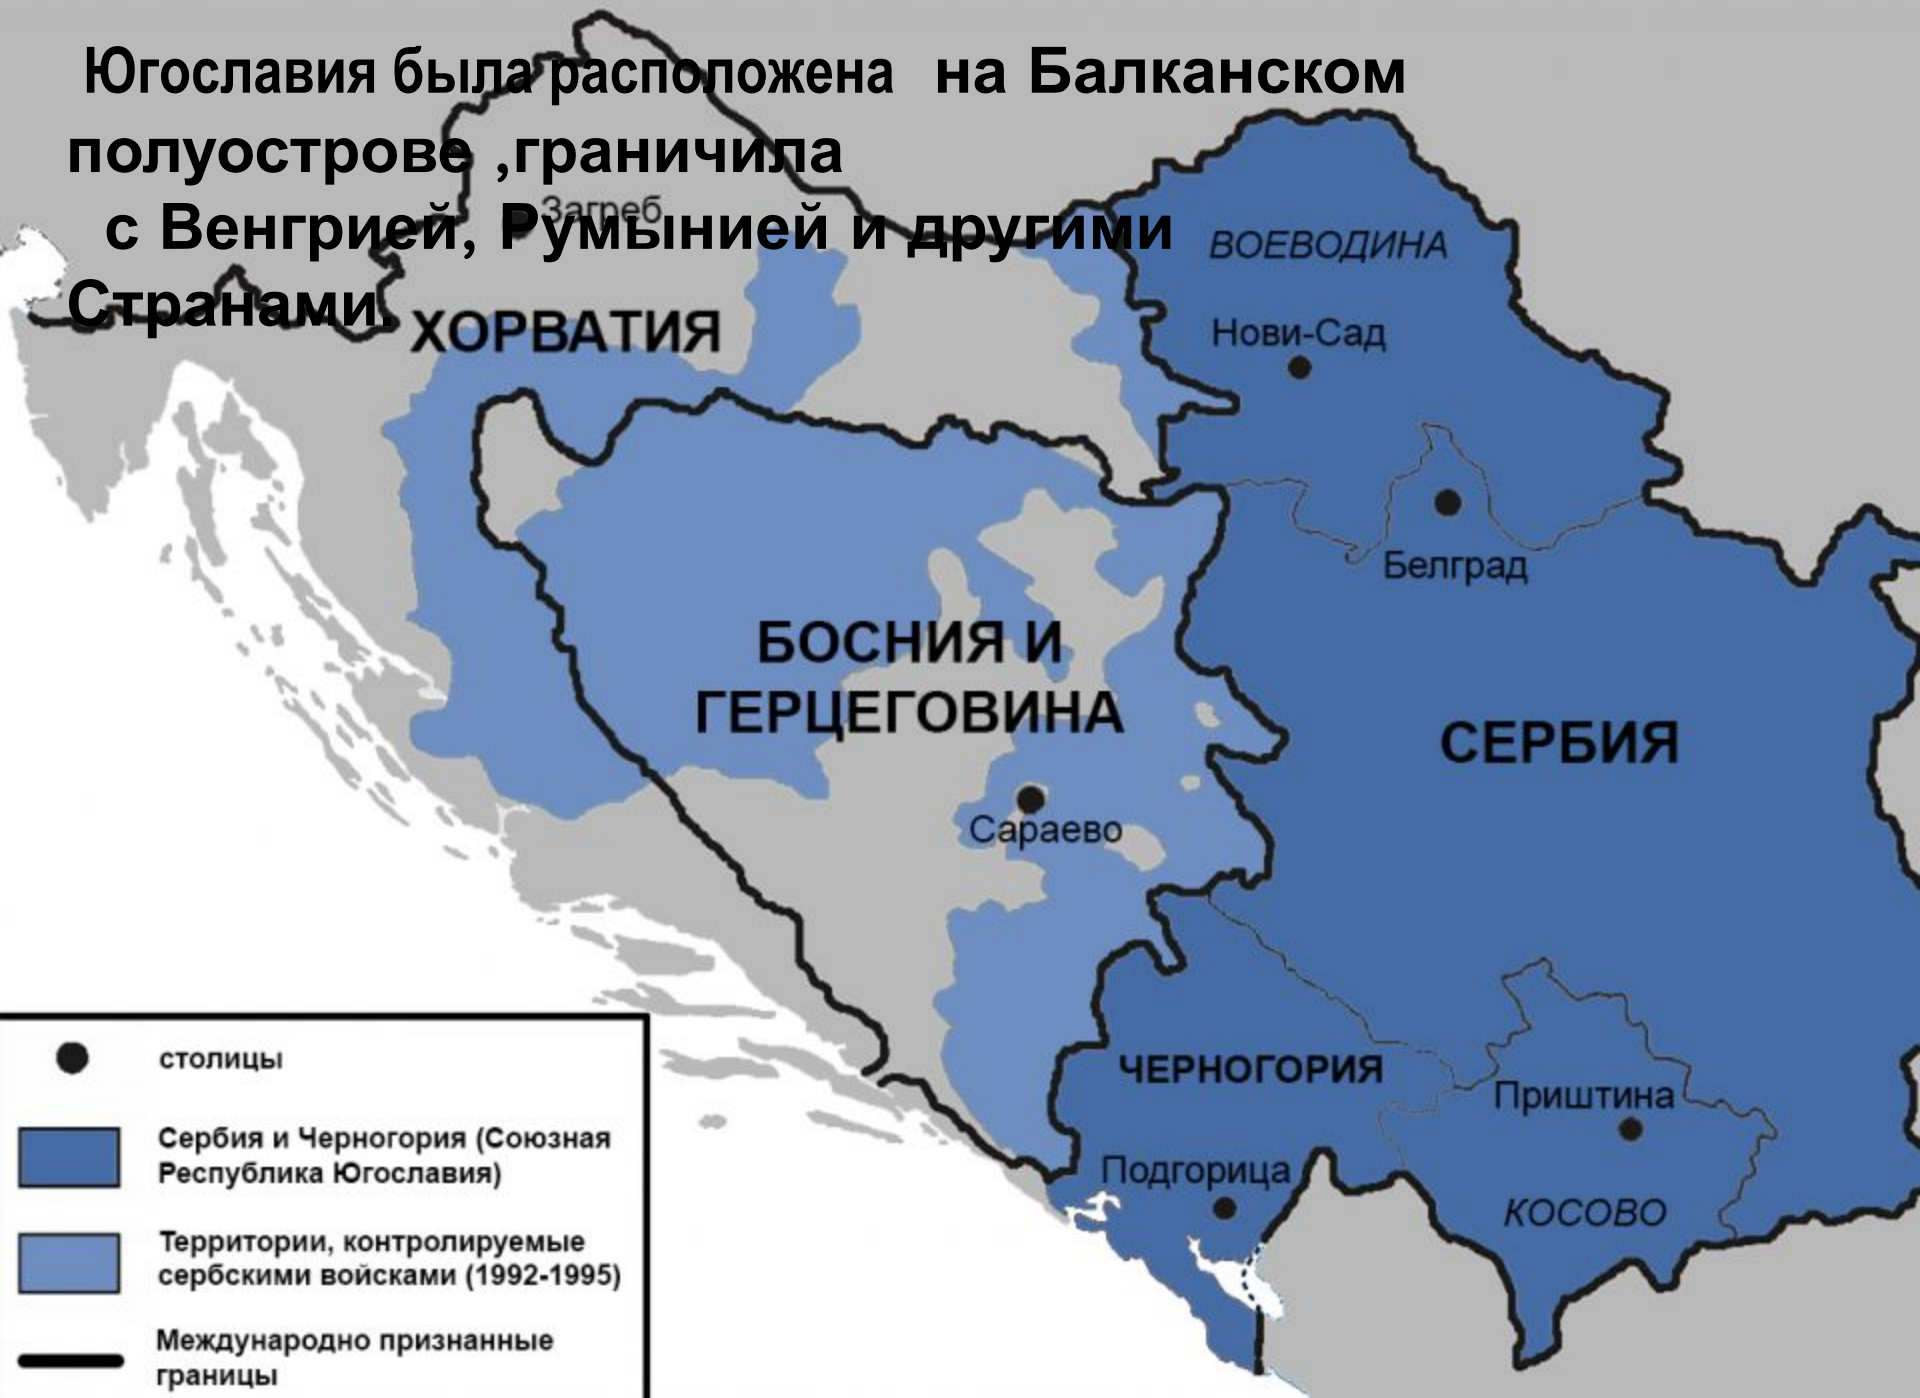 Югославия была расположена на Балканском
полуострове ,граничила
с Венгрией, Румынией и другими
Странами.
Загреб
ХОРВАТИЯ
ВОЕВОДИНА
Нови-Сад
Белград
БОСНИЯ И
ГЕРЦЕГОВИНА
СЕРБИЯ
Сараево
ЧЕРНОГОРИЯ
Приштина
Подгорица
КОСОВО
столицы
Сербия и Черногория (Союзная
Республика Югославия)
Территории, контролируемые
сербскими войсками (1992-1995)
Международно признанные
границы